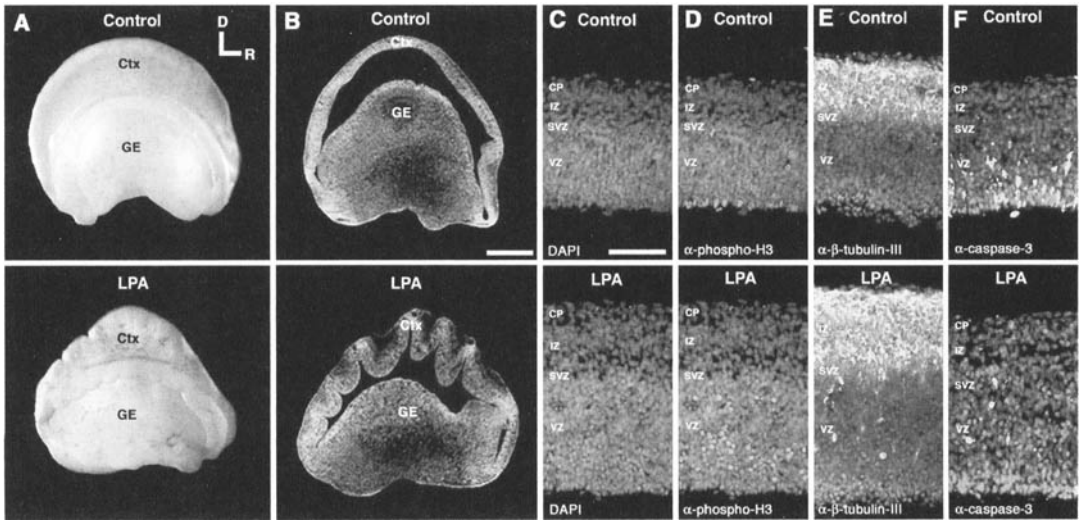 A Control D R
Ctx
GE
B Control
Ctx
GE
C Control
CP
IZ
SVZ
VZ
DAPI
D Control
CP
IZ
SVZ
VZ
α-phospho-H3
E Control
SVZ
VZ
α-β-tubulin-III
F Control
CP
IZ
SVZ
VZ
α-caspase-3
LPA
Ctx
GE
LPA
Ctx
GE
LPA
CP
IZ
SVZ
VZ
DAPI
LPA
CP
IZ
SVZ
VZ
α-phospho-H3
LPA
SVZ
VZ
α-β-tubulin-III
LPA
CP
IZ
SVZ
VZ
α-caspase-3